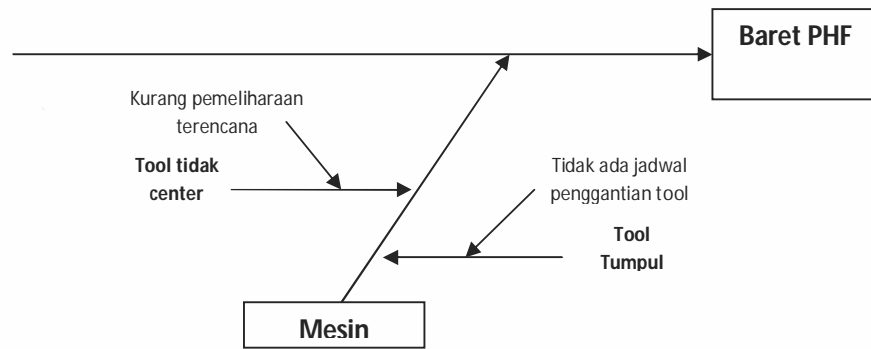 Baret PHF
Kurang pemeliharaan
terencana
Tool tidak
center
Tidak ada jadwal
penggantian tool
Tool
Tumpul
Mesin